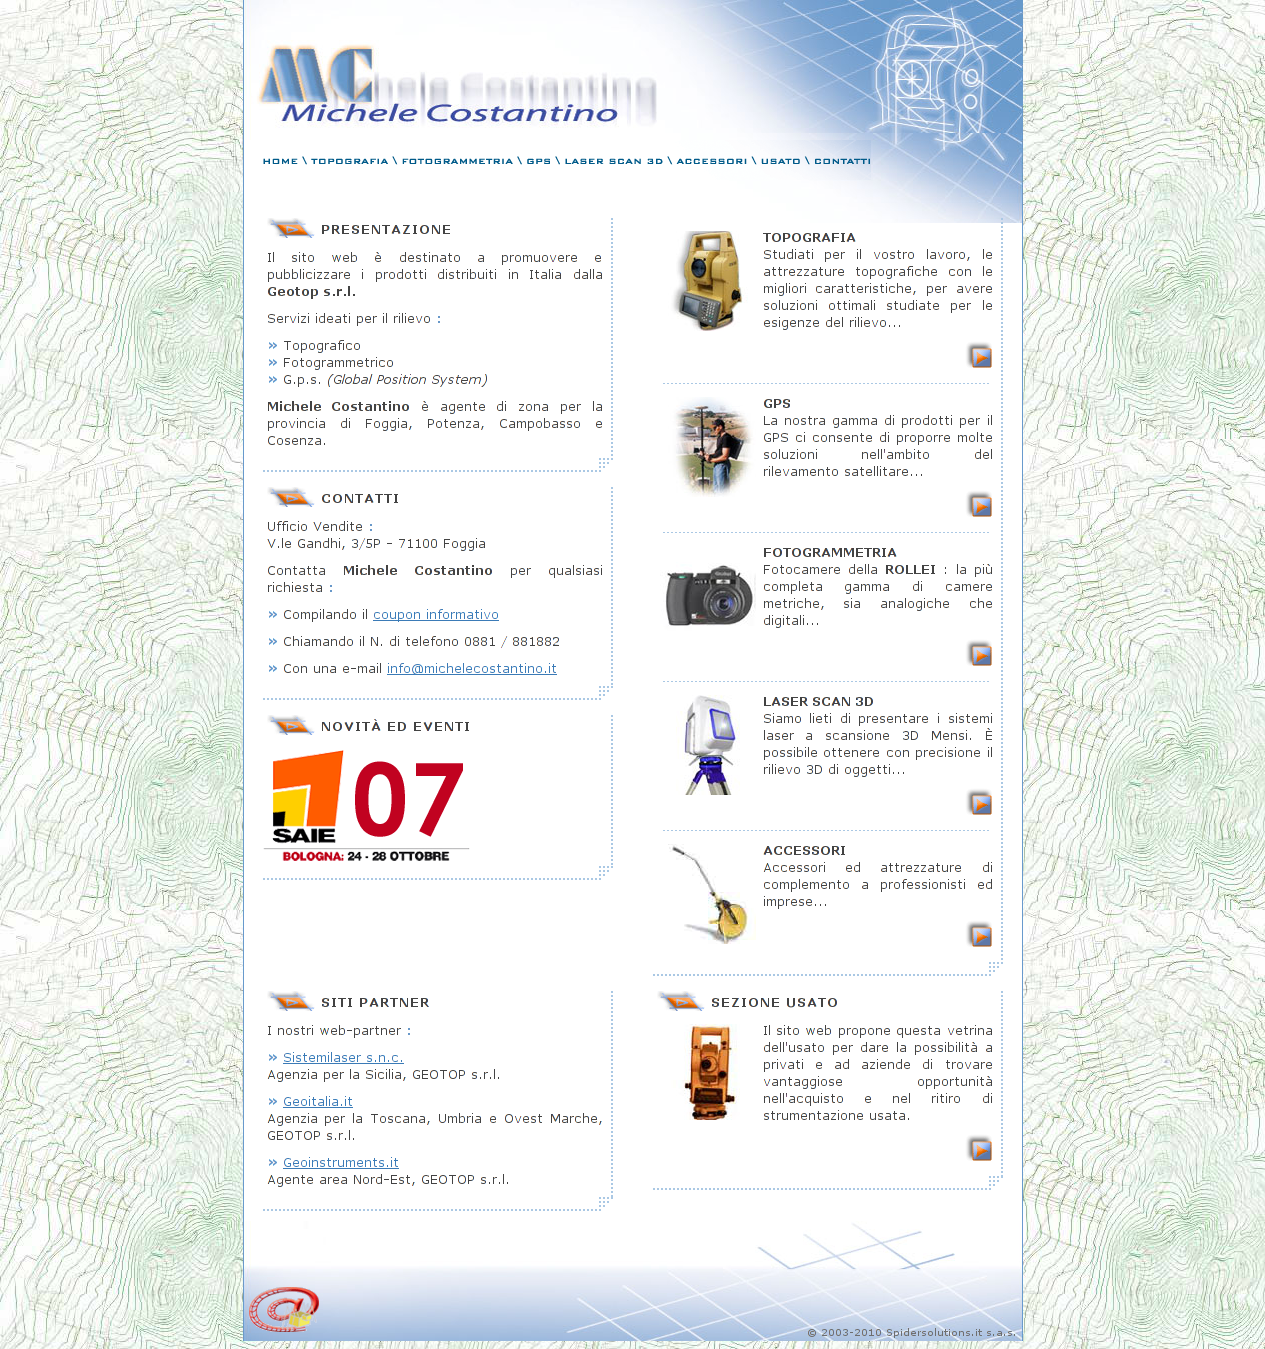 MC
Michele Costantino
HOME \ TOPOGRAFIA \ FOTOGRAMMETRIA \ GPS \ LASER SCAN 3D \ ACCESSORI \ USATO \ CONTATTI
PRESENTAZIONE
Il sito web è destinato a promuovere e
pubblicizzare i prodotti distribuiti in Italia dalla
Geotop s.r.l.
Servizi ideati per il rilievo :
» Topografico
» Fotogrammetrico
» G.p.s. (Global Position System)
Michele Costantino è agente di zona per la
provincia di Foggia, Potenza, Campobasso e
Cosenza.
CONTATTI
Ufficio Vendite :
V.le Gandhi, 3/5P - 71100 Foggia
Contatta Michele Costantino per qualsiasi
richiesta :
» Compilando il coupon informativo
» Chiamando il N. di telefono 0881 / 881882
» Con una e-mail info@michelecostantino.it
NOVITÀ ED EVENTI
SAIE 07
BOLOGNA: 24 - 28 OTTOBRE
TOPOGRAFIA
Studiati per il vostro lavoro, le
attrezzature topografiche con le
migliori caratteristiche, per avere
soluzioni ottimali studiate per le
esigenze del rilievo...
GPS
La nostra gamma di prodotti per il
GPS ci consente di proporre molte
soluzioni nell'ambito del
rilevamento satellitare...
FOTOGRAMMETRIA
Fotocamere della ROLLEI : la più
completa gamma di camere
metriche, sia analogiche che
digitali...
LASER SCAN 3D
Siamo lieti di presentare i sistemi
laser a scansione 3D Mensi. È
possibile ottenere con precisione il
rilievo 3D di oggetti...
ACCESSORI
Accessori ed attrezzature di
complemento a professionisti ed
imprese...
SITI PARTNER
I nostri web-partner :
» Sistemilaser s.n.c.
Agenzia per la Sicilia, GEOTOP s.r.l.
» Geoitalia.it
Agenzia per la Toscana, Umbria e Ovest Marche,
GEOTOP s.r.l.
» Geoinstruments.it
Agente area Nord-Est, GEOTOP s.r.l.
SEZIONE USATO
Il sito web propone questa vetrina
dell'usato per dare la possibilità a
privati e ad aziende di trovare
vantaggiose opportunità
nell'acquisto e nel ritiro di
strumentazione usata.
© 2003-2010 Spidersolutions.it s.a.s.